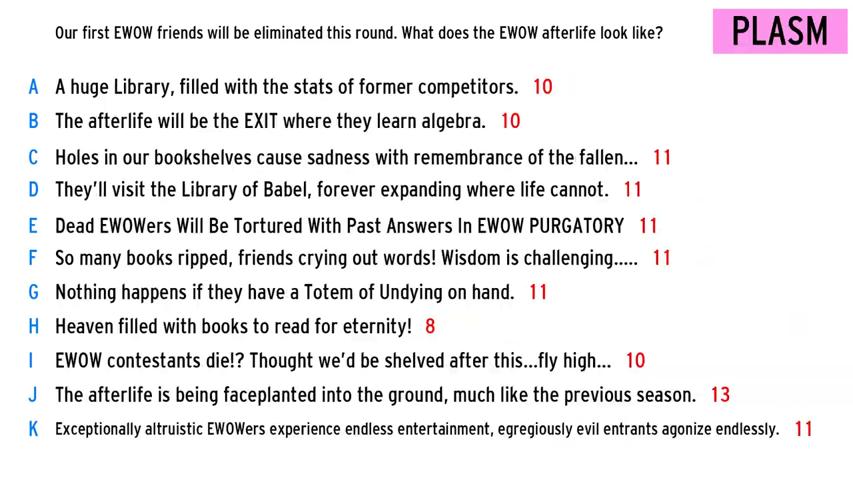 Our first EWOW friends will be eliminated this round. What does the EWOW afterlife look like?
PLASM
A A huge Library, filled with the stats of former competitors. 10
B The afterlife will be the EXIT where they learn algebra. 10
C Holes in our bookshelves cause sadness with remembrance of the fallen... 11
D They'll visit the Library of Babel, forever expanding where life cannot. 11
E Dead EWOWers Will Be Tortured With Past Answers In EWOW PURGATORY 11
F So many books ripped, friends crying out words! Wisdom is challenging..... 11
G Nothing happens if they have a Totem of Undying on hand. 11
H Heaven filled with books to read for eternity! 8
I EWOW contestants die!? Thought we'd be shelved after this...fly high... 10
J The afterlife is being faceplanted into the ground, much like the previous season. 13
K Exceptionally altruistic EWOWers experience endless entertainment, egregiously evil entrants agonize endlessly. 11